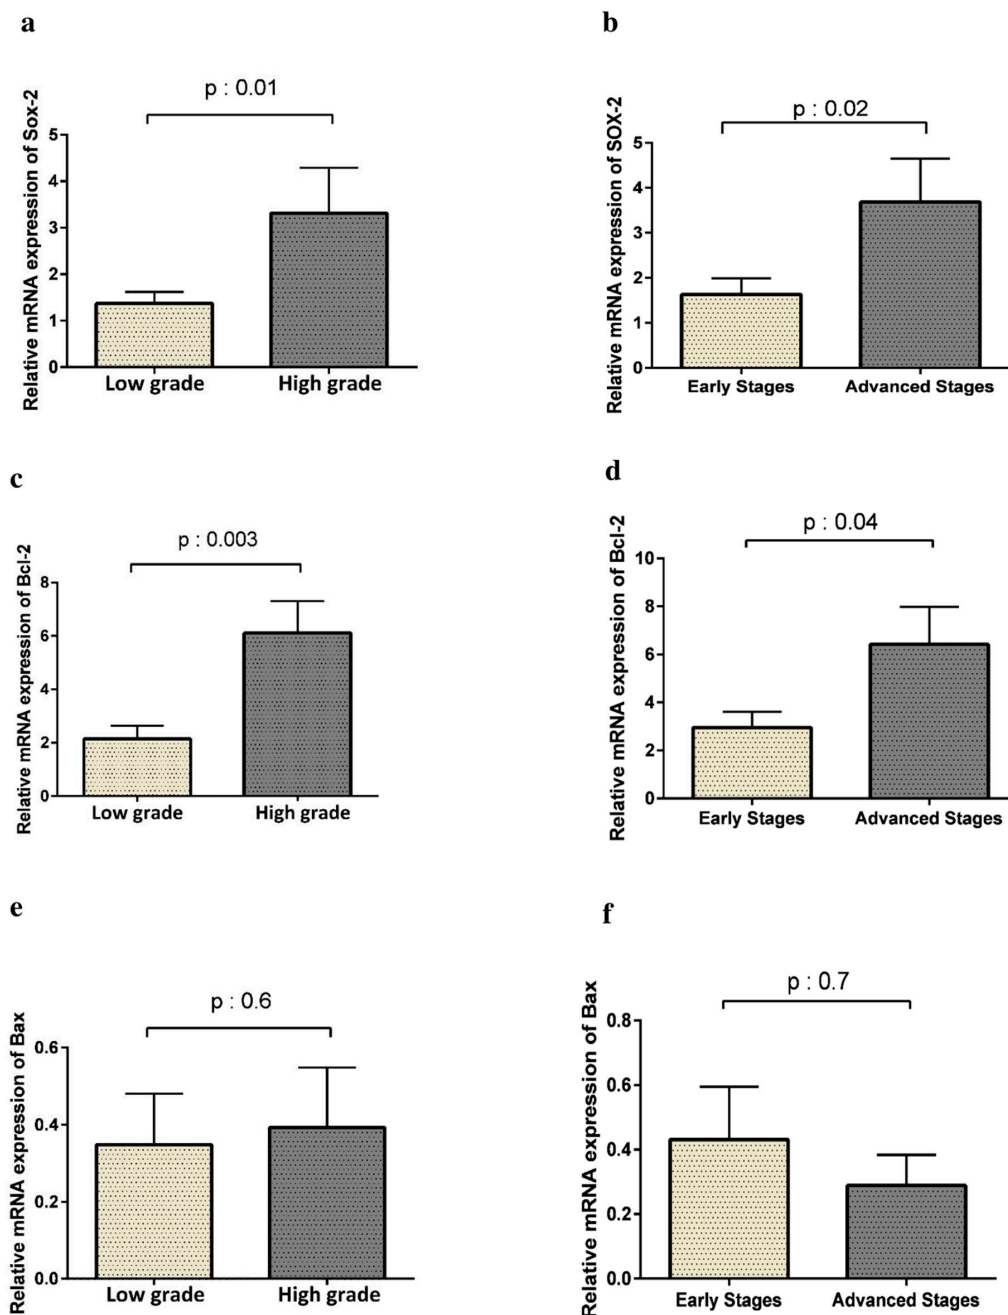 a
p : 0.01
Relative mRNA expression of Sox-2
5
4
3
2
1
0
Low grade
High grade
b
p : 0.02
Relative mRNA expression of SOX-2
5
4
3
2
1
0
Early Stages
Advanced Stages
c
p : 0.003
Relative mRNA expression of Bcl-2
8
6
4
2
0
Low grade
High grade
d
p : 0.04
Relative mRNA expression of Bcl-2
10
8
6
4
2
0
Early Stages
Advanced Stages
e
p : 0.6
Relative mRNA expression of Bax
0.6
0.4
0.2
0.0
Low grade
High grade
f
p : 0.7
Relative mRNA expression of Bax
0.8
0.6
0.4
0.2
0.0
Early Stages
Advanced Stages